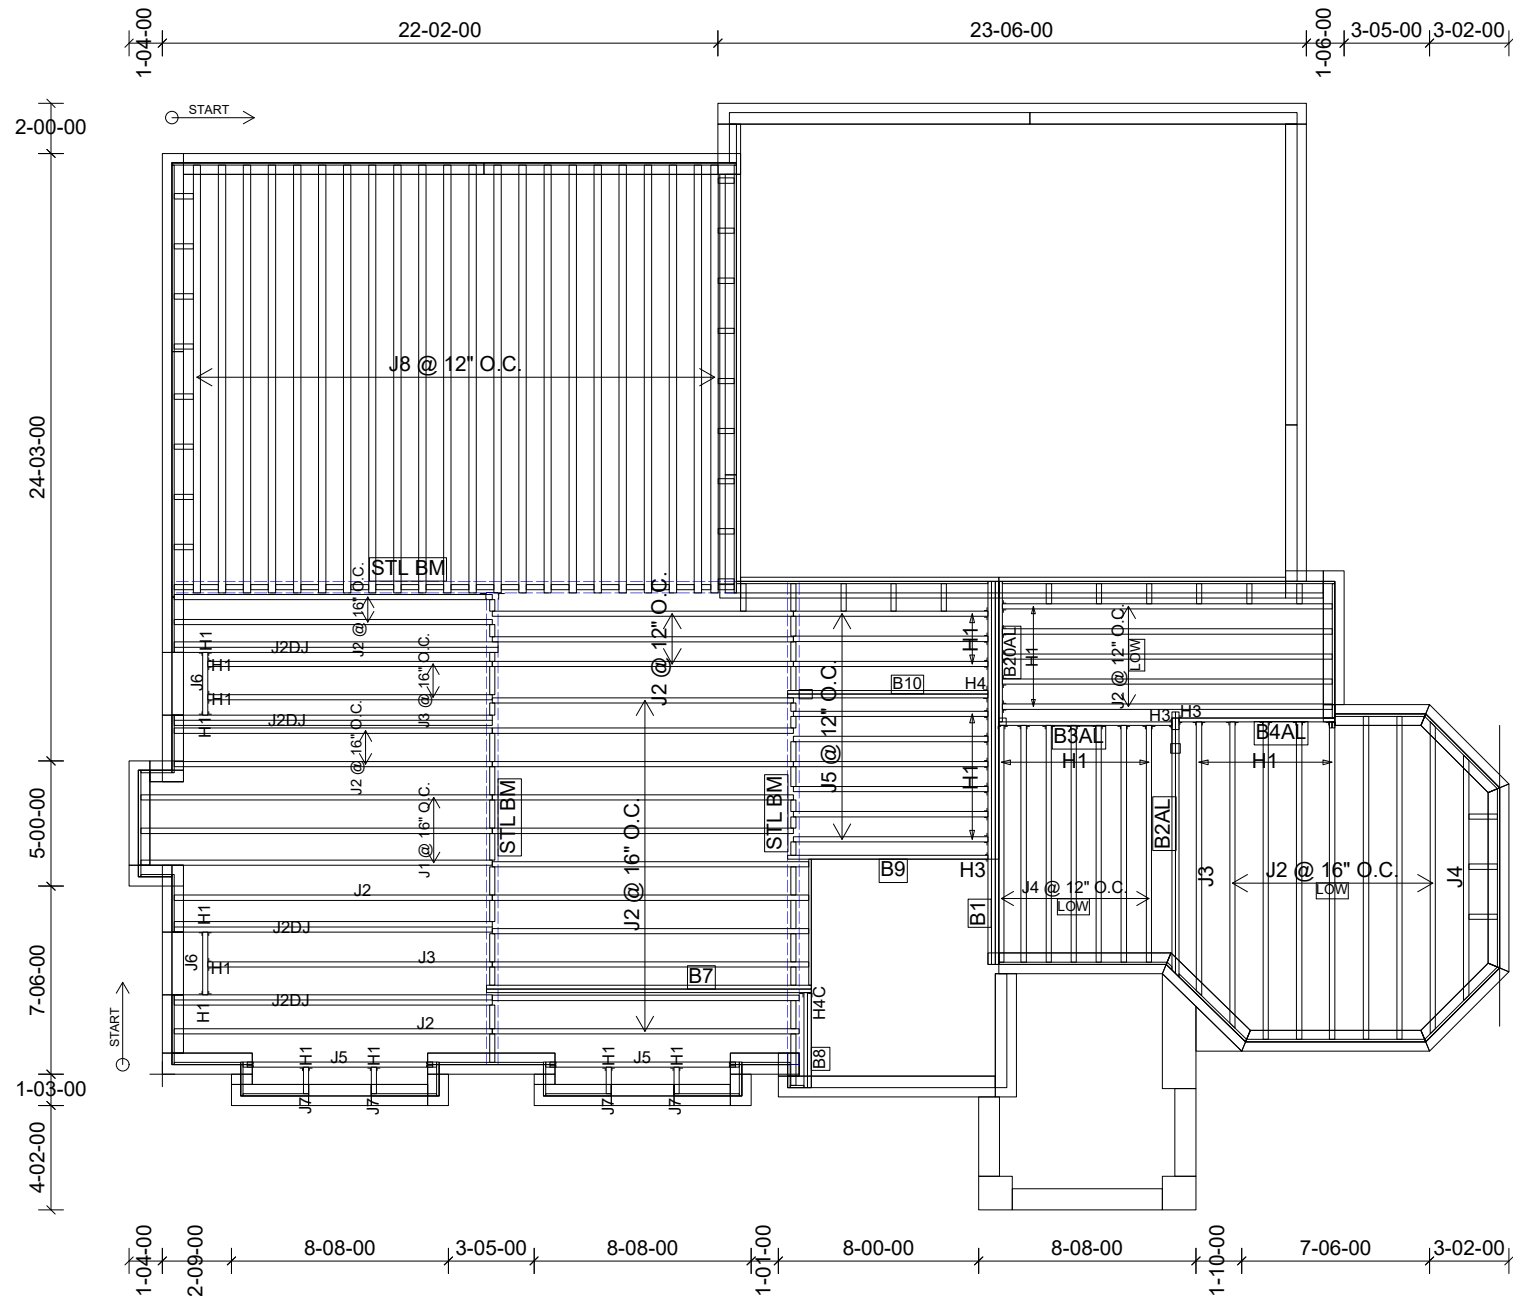 1-04-00
22-02-00
23-06-00
1-06-00
3-05-00
3-02-00
START
2-00-00
J8 @ 12" O.C.
24-03-00
STL BM
J2 @ 16" O.C.
J2 @ 12" O.C.
H1
J2DJ
H1
J6
H1
H1
J3 @ 16" O.C.
J2DJ
J2 @ 16" O.C.
H1
B10
H4
J5 @ 12" O.C.
H1
B20AL
H1
J2 @ 12" O.C.
LOW
H3
H3
B3AL
H1
B4AL
H1
5-00-00
J1 @ 16" O.C.
STL BM
J2 @ 16" O.C.
STL BM
H1
B9
H3
B1
J4 @ 12" O.C.
LOW
B2AL
J3
J2 @ 16" O.C.
LOW
J4
7-06-00
J2
H1
J2DJ
J6
H1
J3
H1
J2DJ
J2
B7
H4C
B8
START
1-03-00
H1
J5
H1
H1
J5
H1
J7
J7
J7
J7
4-02-00
1-04-00
2-09-00
8-08-00
3-05-00
8-08-00
1-01-00
8-00-00
8-08-00
1-10-00
7-06-00
3-02-00